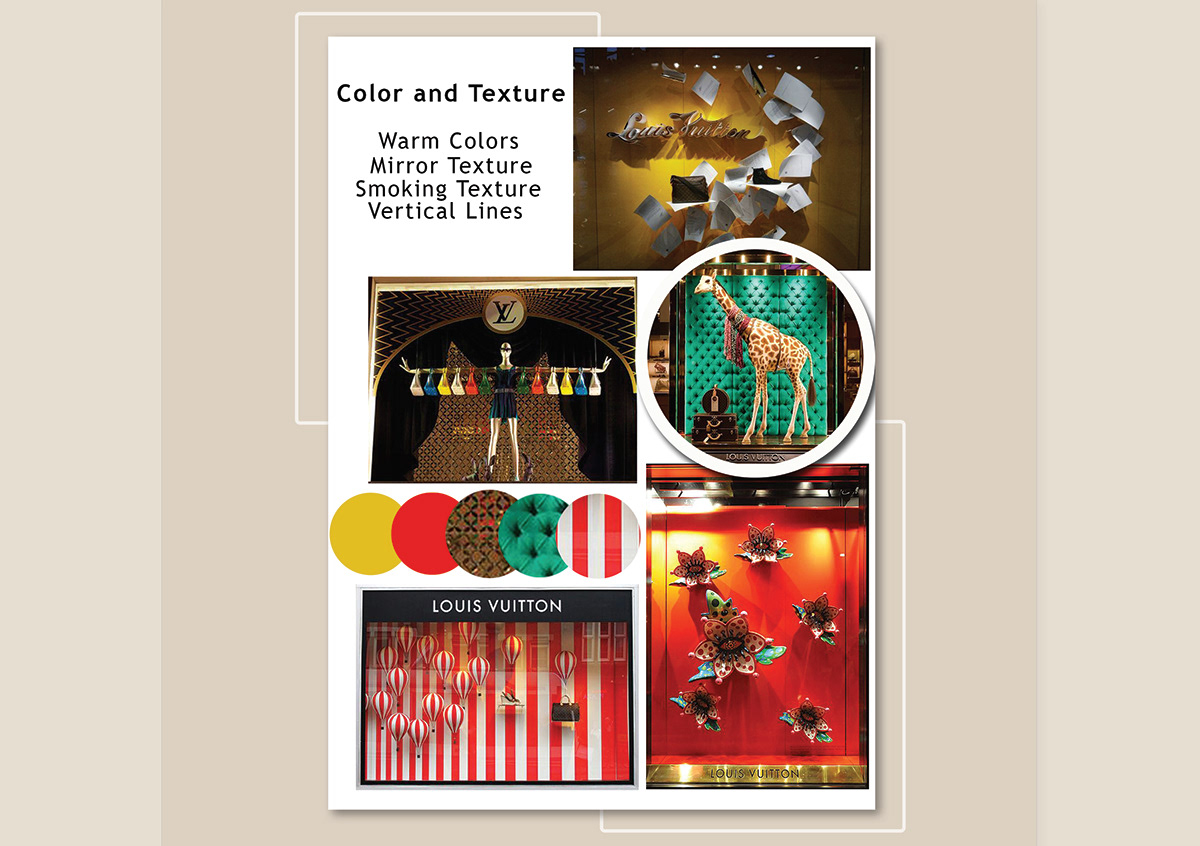 Color and Texture
Warm Colors
Mirror Texture
Smoking Texture
Vertical Lines
Louis Vuitton
LV
LOUIS VUITTON
LOUIS VUITTON
LOUIS VUITTON